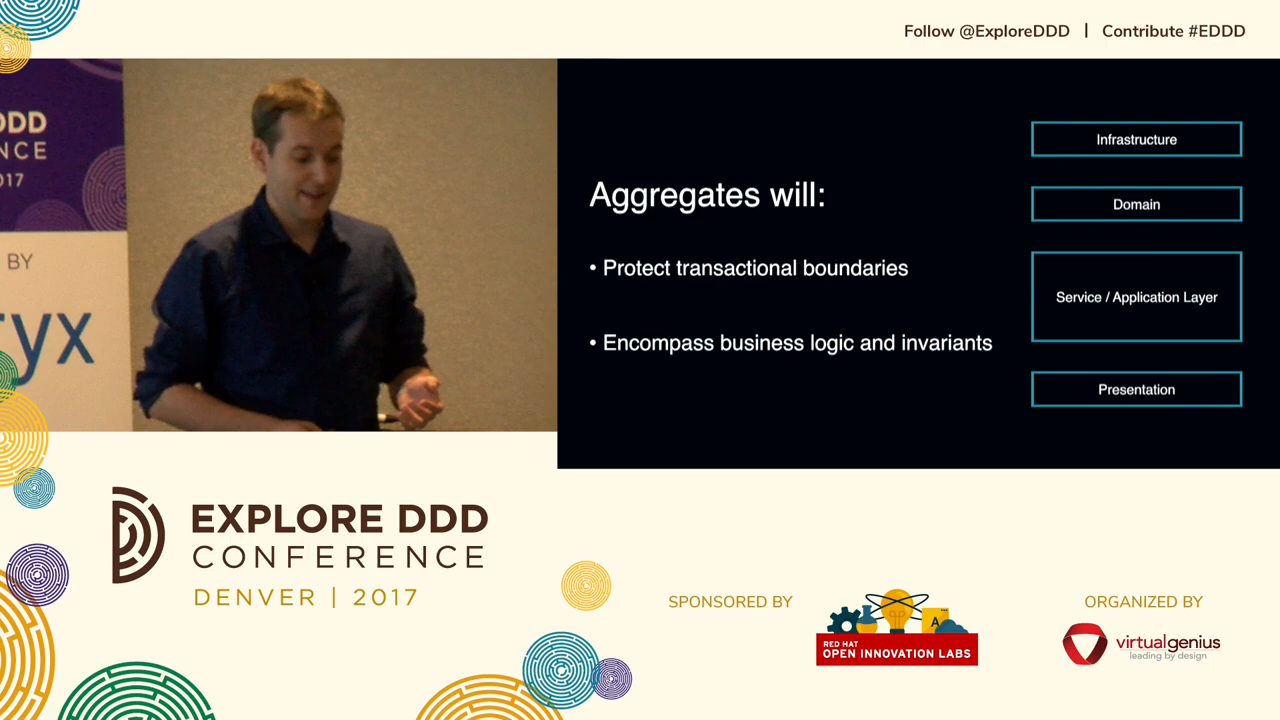 Follow @ExploreDDD | Contribute #EDDD
DDD
NCE
017
BY
ryx
Aggregates will:
• Protect transactional boundaries
• Encompass business logic and invariants
Infrastructure
Domain
Service / Application Layer
Presentation
EXPLORE DDD
CONFERENCE
DENVER | 2017
SPONSORED BY
A
RED HAT
OPEN INNOVATION LABS
ORGANIZED BY
virtualgenius
leading by design